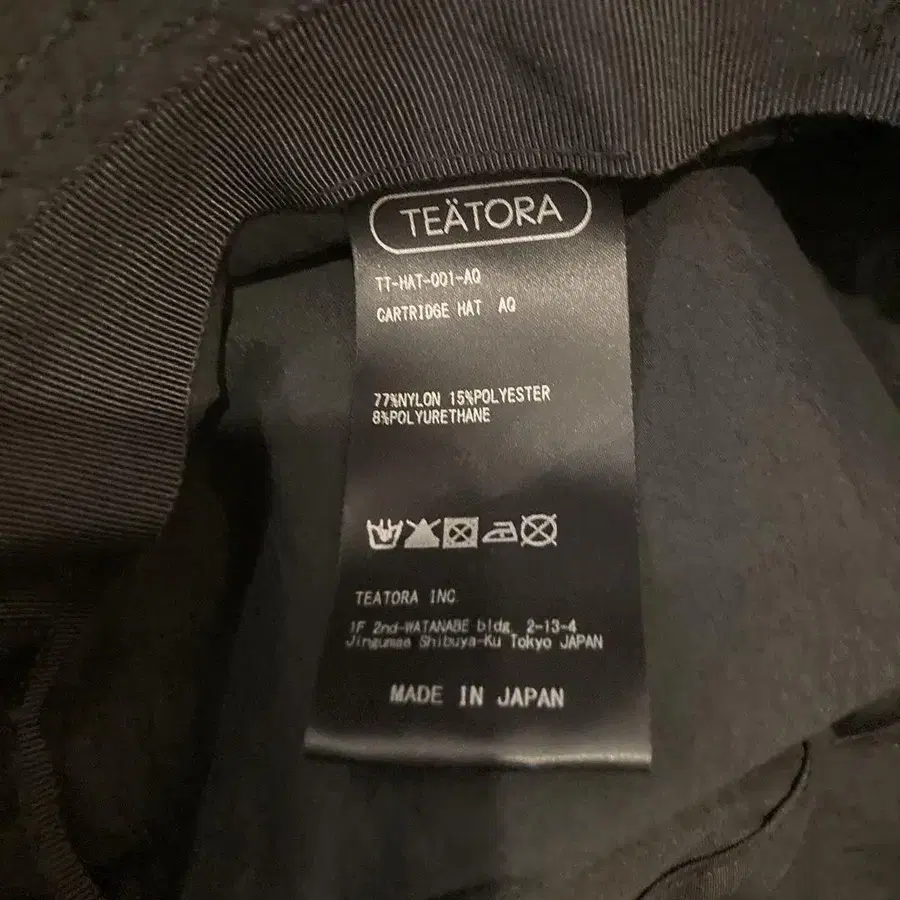 TEÄTORA
TT-HAT-001-AQ
CARTRIDGE HAT AQ
77%NYLON 15%POLYESTER
8%POLYURETHANE
TEATORA INC.
1F 2nd-WATANABE bldg. 2-13-4
Jingumae Shibuya-Ku Tokyo JAPAN
MADE IN JAPAN